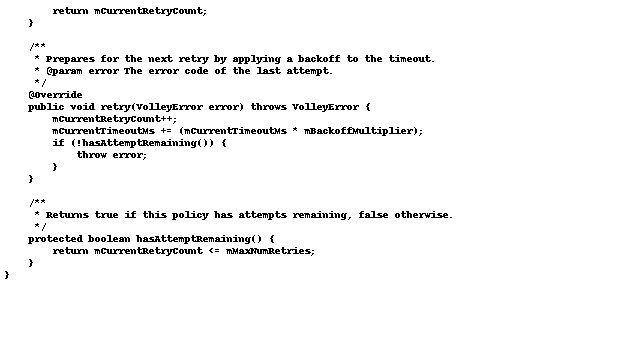 return mCurrentRetryCount;
    }

    /**
     * Prepares for the next retry by applying a backoff to the timeout.
     * @param error The error code of the last attempt.
     */
    @Override
    public void retry(VolleyError error) throws VolleyError {
        mCurrentRetryCount++;
        mCurrentTimeoutMs += (mCurrentTimeoutMs * mBackoffMultiplier);
        if (!hasAttemptRemaining()) {
            throw error;
        }
    }

    /**
     * Returns true if this policy has attempts remaining, false otherwise.
     */
    protected boolean hasAttemptRemaining() {
        return mCurrentRetryCount <= mMaxNumRetries;
    }
}